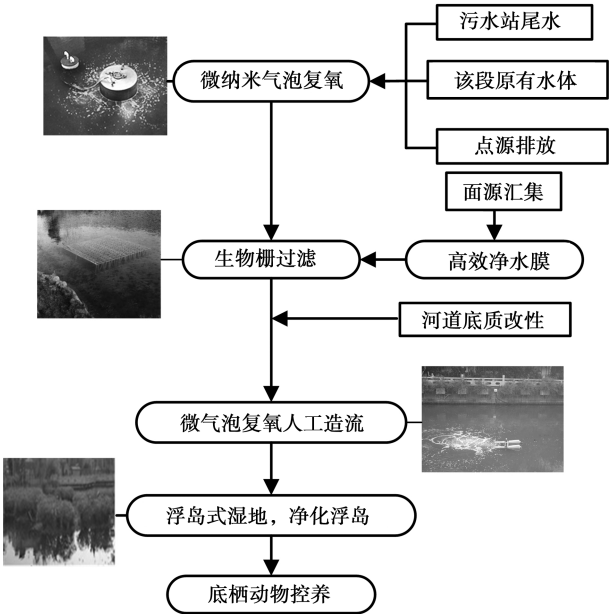 污水站尾水
微纳米气泡复氧
该段原有水体
点源排放
面源汇集
生物栅过滤
高效净水膜
河道底质改性
微气泡复氧人工造流
浮岛式湿地，净化浮岛
底栖动物控养